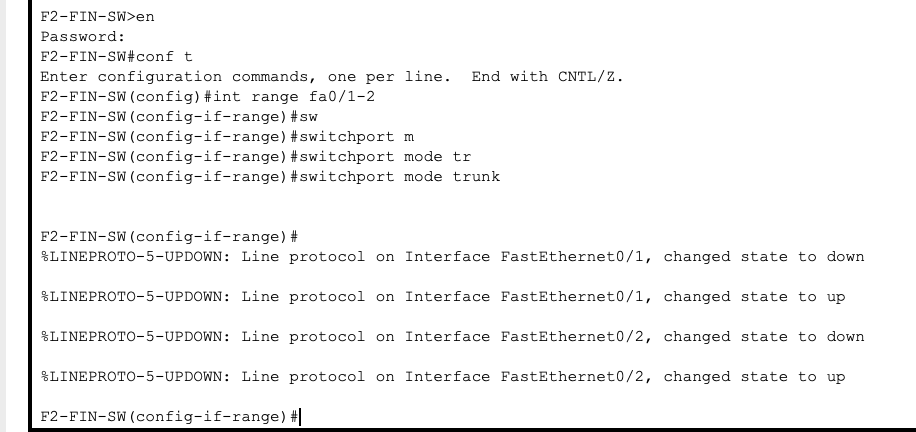 F2-FIN-SW>en
Password:
F2-FIN-SW#conf t
Enter configuration commands, one per line.  End with CNTL/Z.
F2-FIN-SW(config)#int range fa0/1-2
F2-FIN-SW(config-if-range)#sw
F2-FIN-SW(config-if-range)#switchport m
F2-FIN-SW(config-if-range)#switchport mode tr
F2-FIN-SW(config-if-range)#switchport mode trunk
F2-FIN-SW(config-if-range)#
%LINEPROTO-5-UPDOWN: Line protocol on Interface FastEthernet0/1, changed state to down
%LINEPROTO-5-UPDOWN: Line protocol on Interface FastEthernet0/1, changed state to up
%LINEPROTO-5-UPDOWN: Line protocol on Interface FastEthernet0/2, changed state to down
%LINEPROTO-5-UPDOWN: Line protocol on Interface FastEthernet0/2, changed state to up
F2-FIN-SW(config-if-range)#